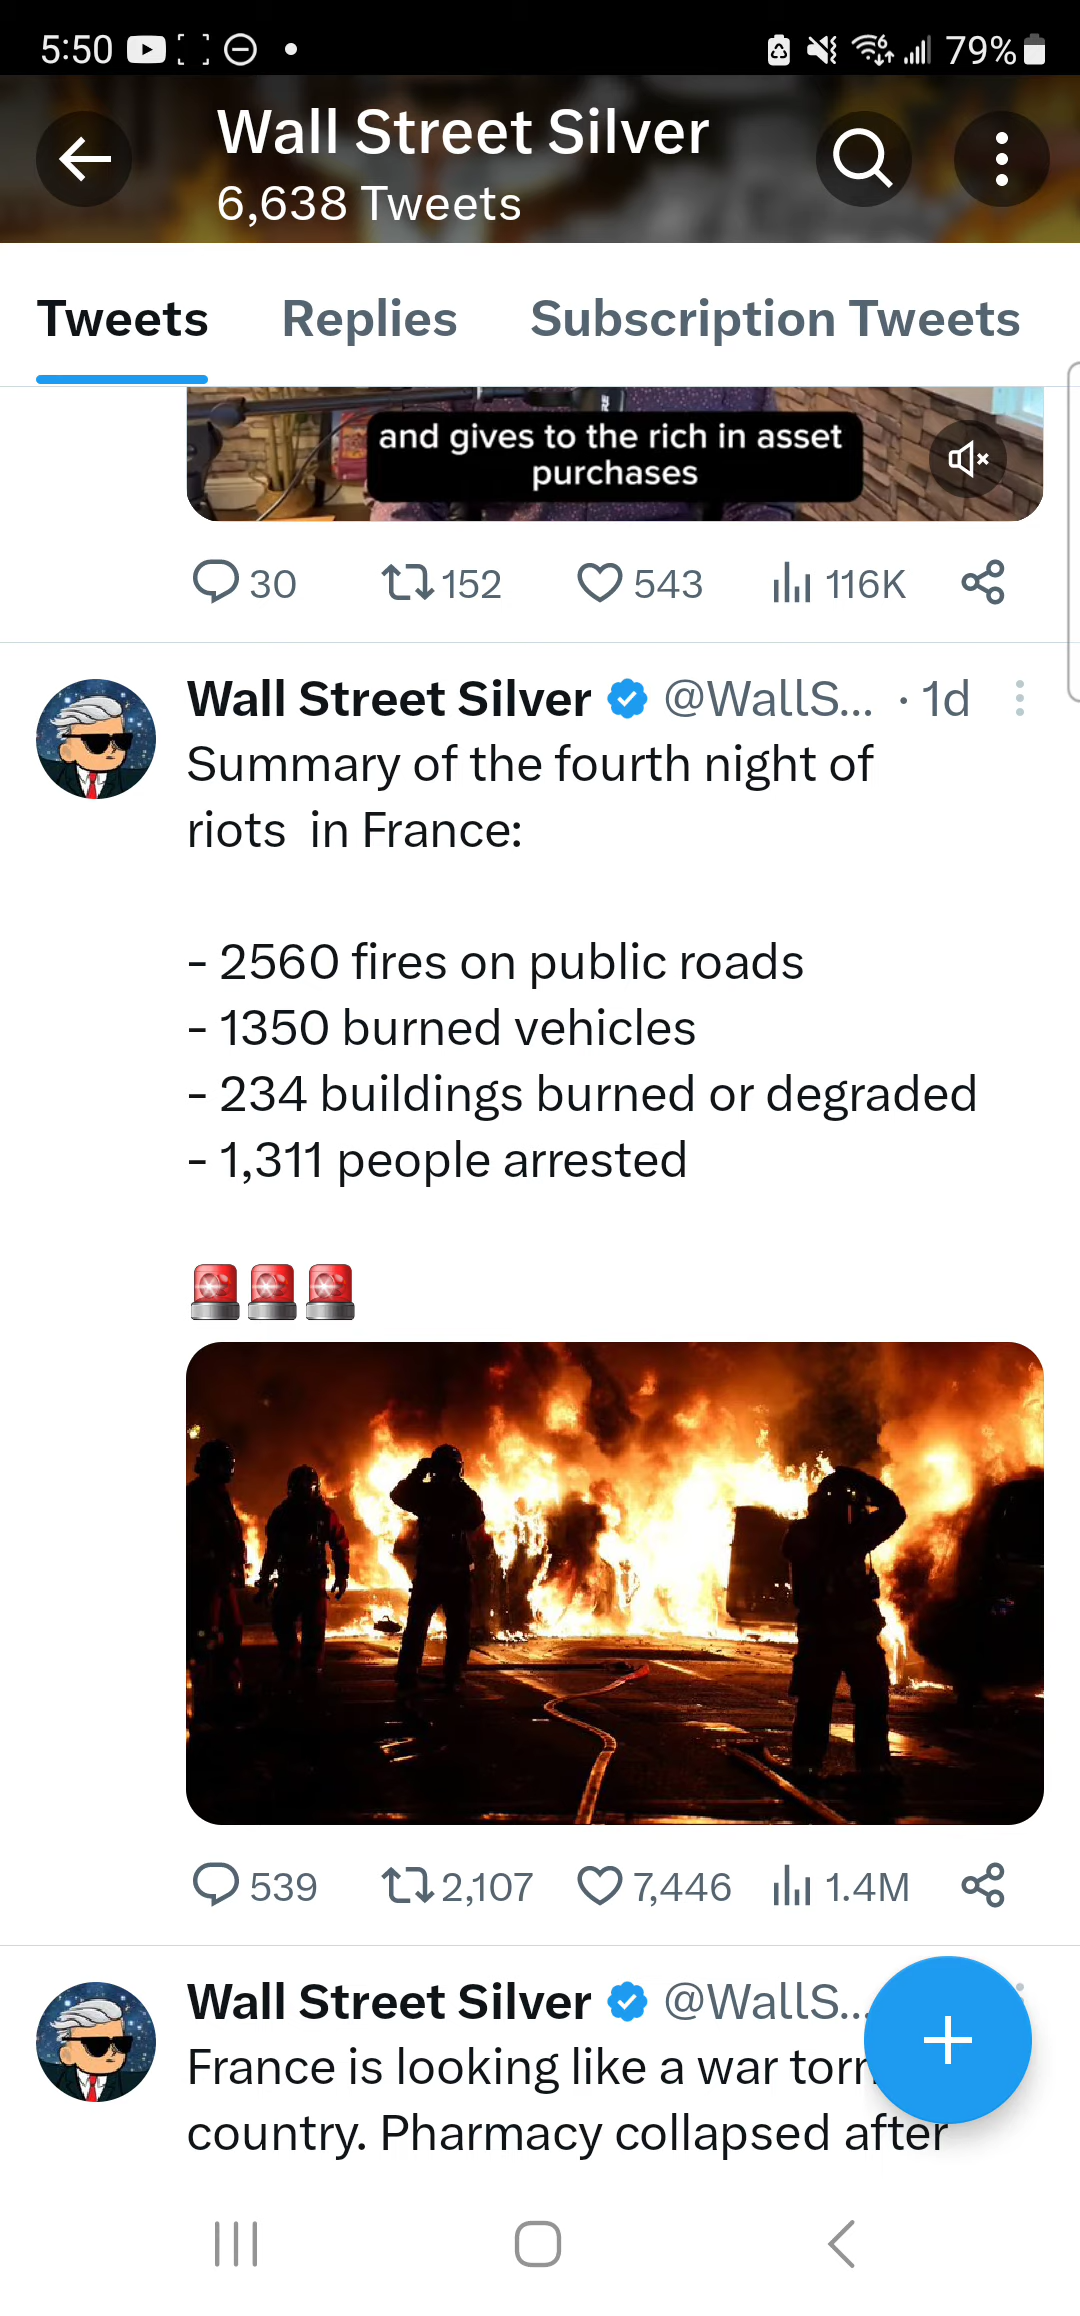 5:50
79%
Wall Street Silver
6,638 Tweets
Tweets Replies Subscription Tweets
and gives to the rich in asset
purchases
30 152 543 116K
Wall Street Silver @WallS... · 1d
Summary of the fourth night of
riots in France:
- 2560 fires on public roads
- 1350 burned vehicles
- 234 buildings burned or degraded
- 1,311 people arrested
539 2,107 7,446 1.4M
Wall Street Silver @WallS...
France is looking like a war torn
country. Pharmacy collapsed after